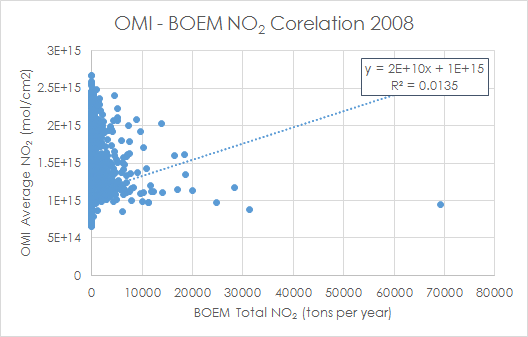 OMI - BOEM NO₂ Corelation 2008
3E+15
2.5E+15
2E+15
1.5E+15
1E+15
5E+14
0
OMI Average NO₂ (mol/cm2)
y = 2E+10x + 1E+15
R² = 0.0135
0 10000 20000 30000 40000 50000 60000 70000 80000
BOEM Total NO₂ (tons per year)